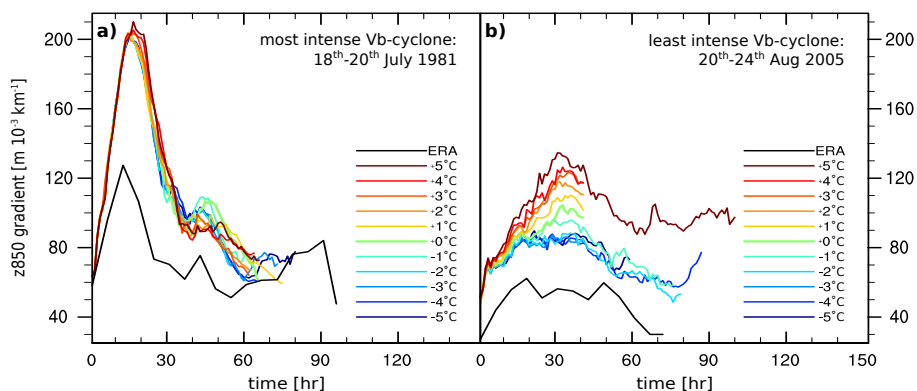 a)
most intense Vb-cyclone:
18th-20th July 1981
b)
least intense Vb-cyclone:
20th-24th Aug 2005
z850 gradient [m 10-3 km-1]
200
160
120
80
40
ERA
+5°C
+4°C
+3°C
+2°C
+1°C
+0°C
-1°C
-2°C
-3°C
-4°C
-5°C
ERA
+5°C
+4°C
+3°C
+2°C
+1°C
+0°C
-1°C
-2°C
-3°C
-4°C
-5°C
200
160
120
80
40
0 30 60 90 120
0 30 60 90 120 150
time [hr]
time [hr]